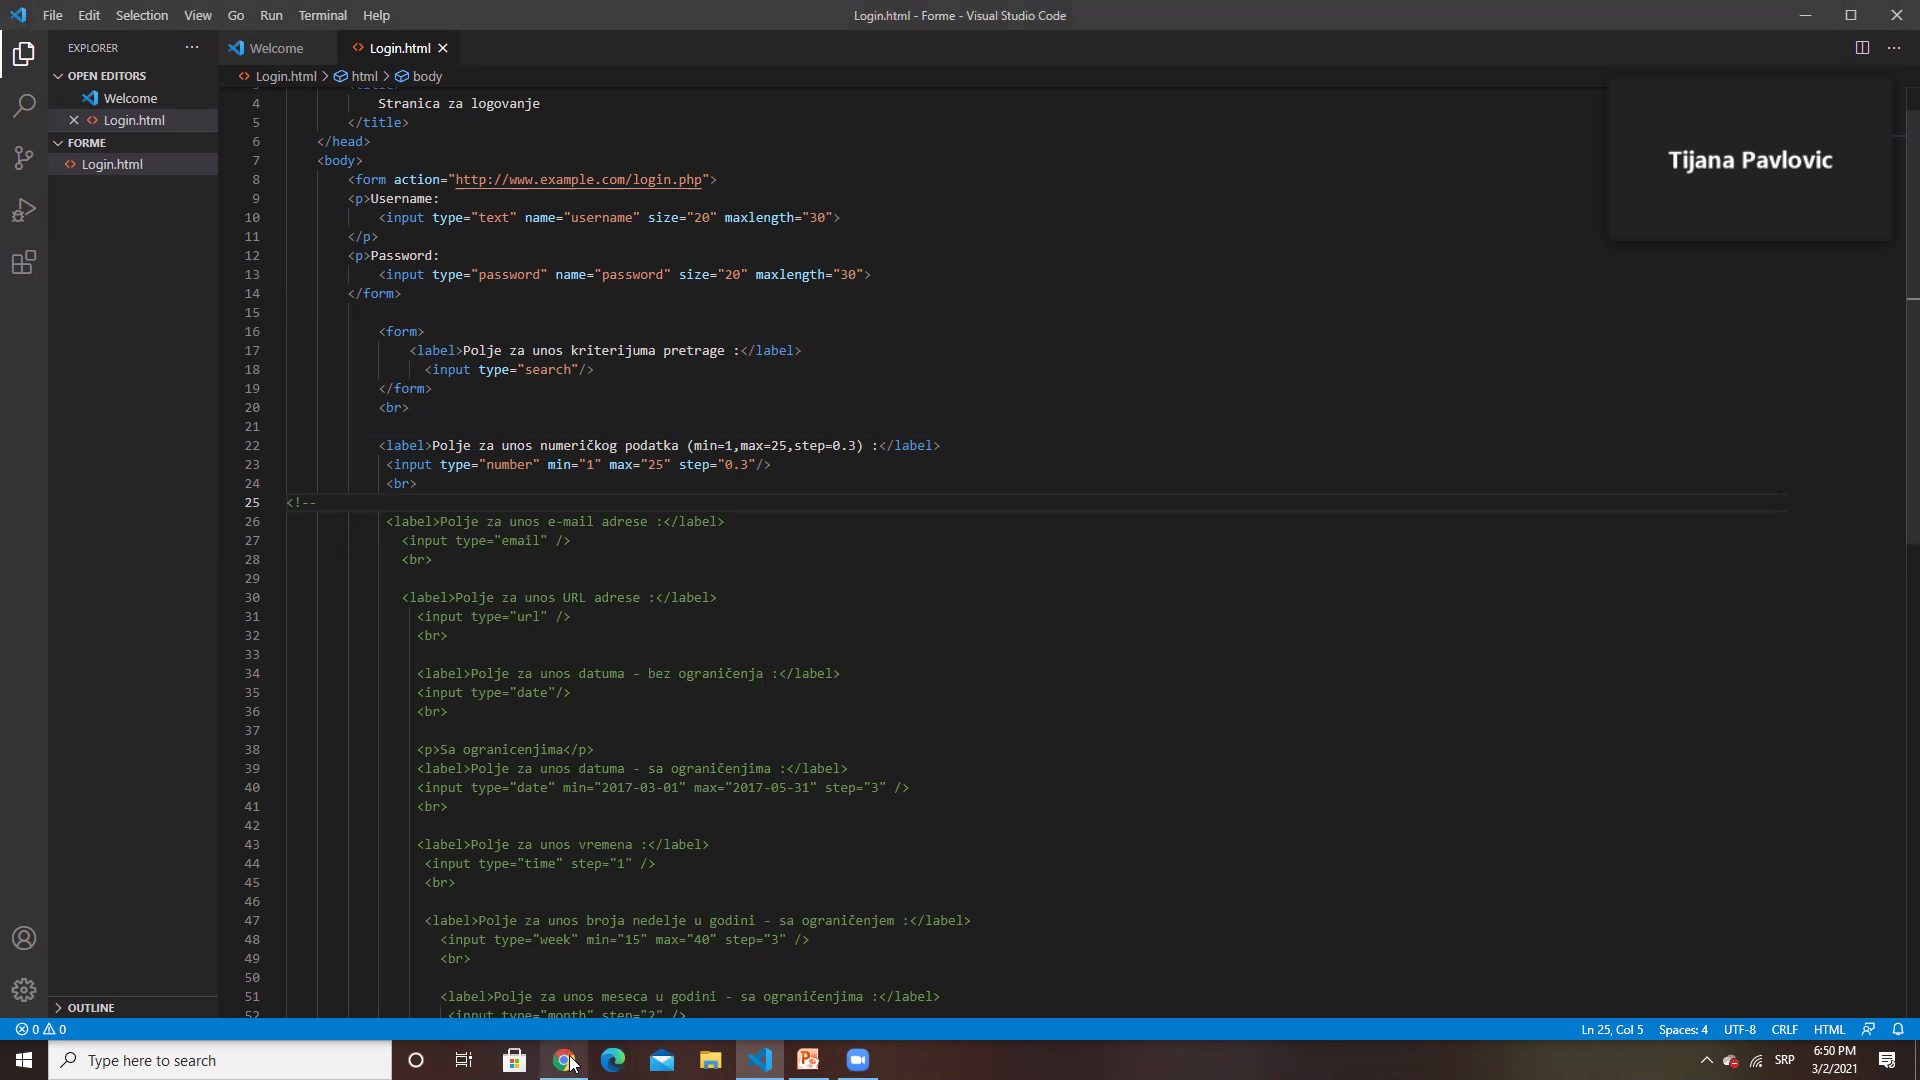 File Edit Selection View Go Run Terminal Help
Login.html - Forme - Visual Studio Code
EXPLORER
Welcome
Login.html
OPEN EDITORS
Welcome
Login.html
FORME
Login.html
Login.html > html > body
4 Stranica za logovanje
5 </title>
6 </head>
7 <body>
8 <form action="http://www.example.com/login.php">
9 <p>Username:
10 <input type="text" name="username" size="20" maxlength="30">
11 </p>
12 <p>Password:
13 <input type="password" name="password" size="20" maxlength="30">
14 </form>
15
16 <form>
17 <label>Polje za unos kriterijuma pretrage :</label>
18 <input type="search"/>
19 </form>
20 <br>
21
22 <label>Polje za unos numeričkog podatka (min=1,max=25,step=0.3) :</label>
23 <input type="number" min="1" max="25" step="0.3"/>
24 <br>
25 <!--
26 <label>Polje za unos e-mail adrese :</label>
27 <input type="email" />
28 <br>
29
30 <label>Polje za unos URL adrese :</label>
31 <input type="url" />
32 <br>
33
34 <label>Polje za unos datuma - bez ograničenja :</label>
35 <input type="date"/>
36 <br>
37
38 <p>Sa ogranicenjima</p>
39 <label>Polje za unos datuma - sa ograničenjima :</label>
40 <input type="date" min="2017-03-01" max="2017-05-31" step="3" />
41 <br>
42
43 <label>Polje za unos vremena :</label>
44 <input type="time" step="1" />
45 <br>
46
47 <label>Polje za unos broja nedelje u godini - sa ograničenjem :</label>
48 <input type="week" min="15" max="40" step="3" />
49 <br>
50
51 <label>Polje za unos meseca u godini - sa ograničenjima :</label>
52 <input type="month" step="2" />
Tijana Pavlovic
OUTLINE
0 0
Ln 25, Col 5 Spaces: 4 UTF-8 CRLF HTML
Type here to search
SRP
6:50 PM
3/2/2021